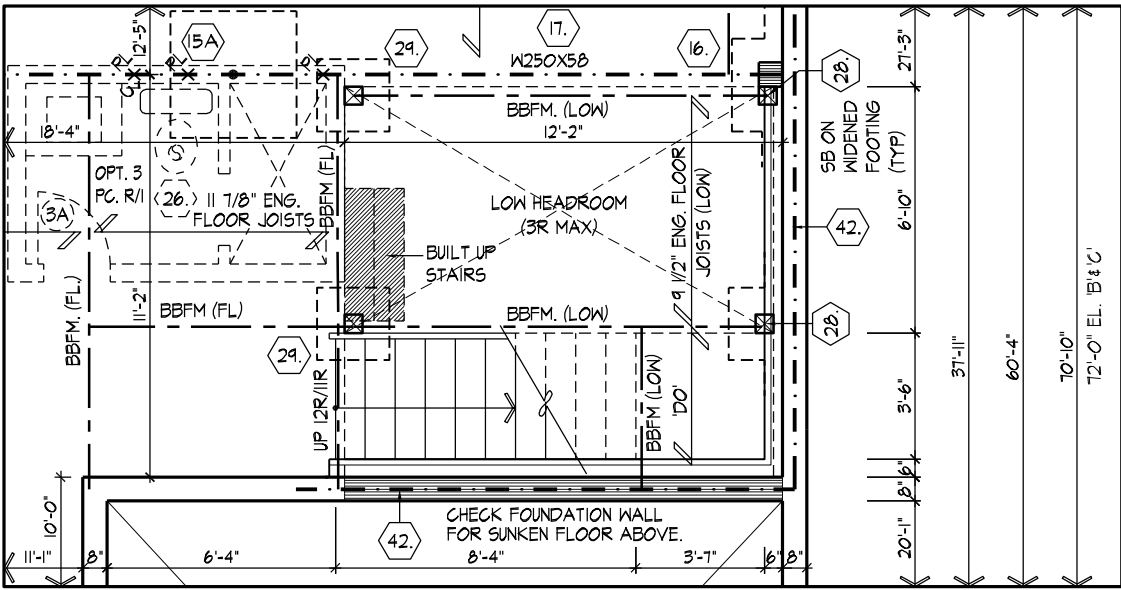 12'-5"
15A
29.
17.
W250X58
16.
28.
27'-3"
PL
PL
PL
BBFM. (LOW)
12'-2"
18'-4"
SB ON
WIDENED
FOOTING
(TYP)
OPT. 3
PC. R/I
26.
11 7/8" ENG.
FLOOR JOISTS
BBFM (FL)
3A
LOW HEADROOM
(3R MAX)
9 1/2" ENG. FLOOR
JOISTS (LOW)
6'-10"
42.
BUILT UP
STAIRS
BBFM. (FL.)
11'-2"
BBFM (FL)
BBFM. (LOW)
28.
29.
UP 12R/11R
BBFM (LOW)
'DO'
3'-6"
37'-11"
60'-4"
70'-10"
72'-0" EL. 'B'&'C'
6"
8"
10'-0"
42.
CHECK FOUNDATION WALL
FOR SUNKEN FLOOR ABOVE.
20'-1"
11'-1"
8"
6'-4"
8'-4"
3'-7"
6"
8"